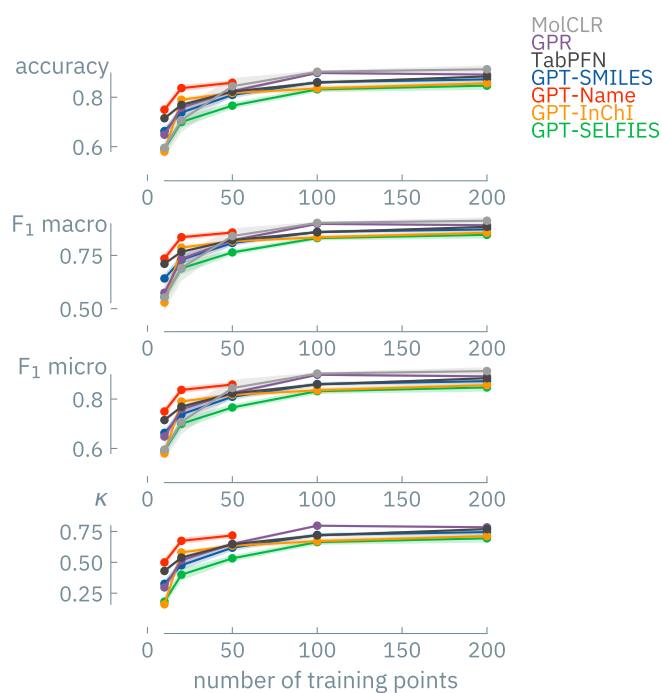 MolCLR
GPR
TabPFN
GPT-SMILES
GPT-Name
GPT-InChI
GPT-SELFIES
accuracy
0.8
0.6
0 50 100 150 200
F₁ macro
0.75
0.50
0 50 100 150 200
F₁ micro
0.8
0.6
0 50 100 150 200
κ
0.75
0.50
0.25
0 50 100 150 200
number of training points